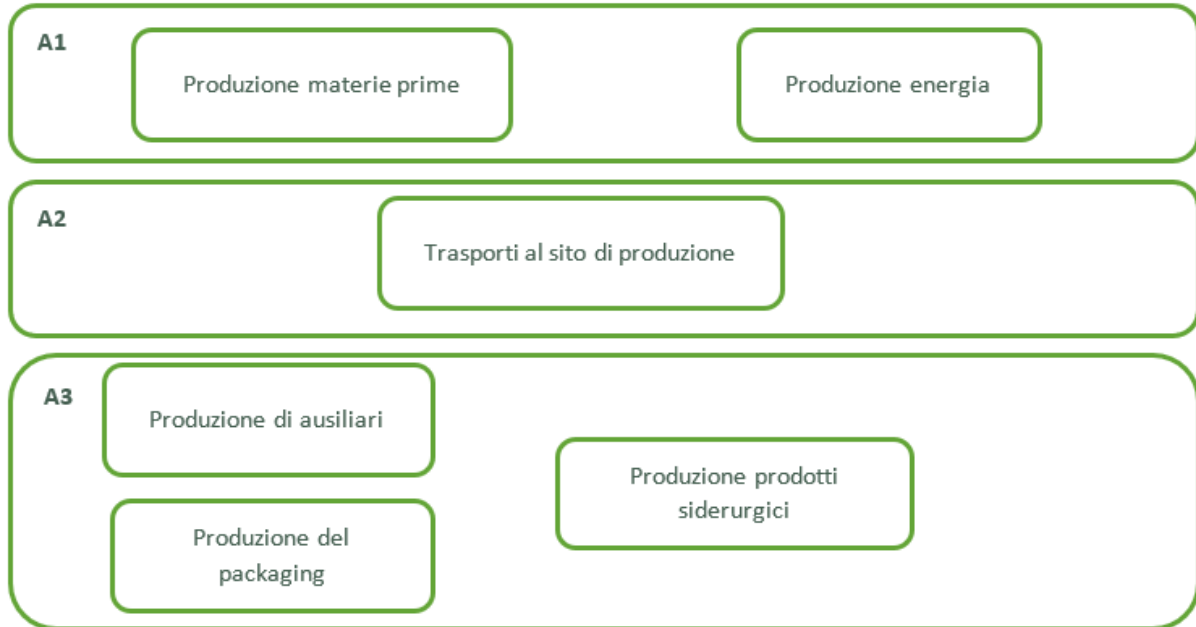 A1
Produzione materie prime
Produzione energia
A2
Trasporti al sito di produzione
A3
Produzione di ausiliari
Produzione prodotti
siderurgici
Produzione del
packaging